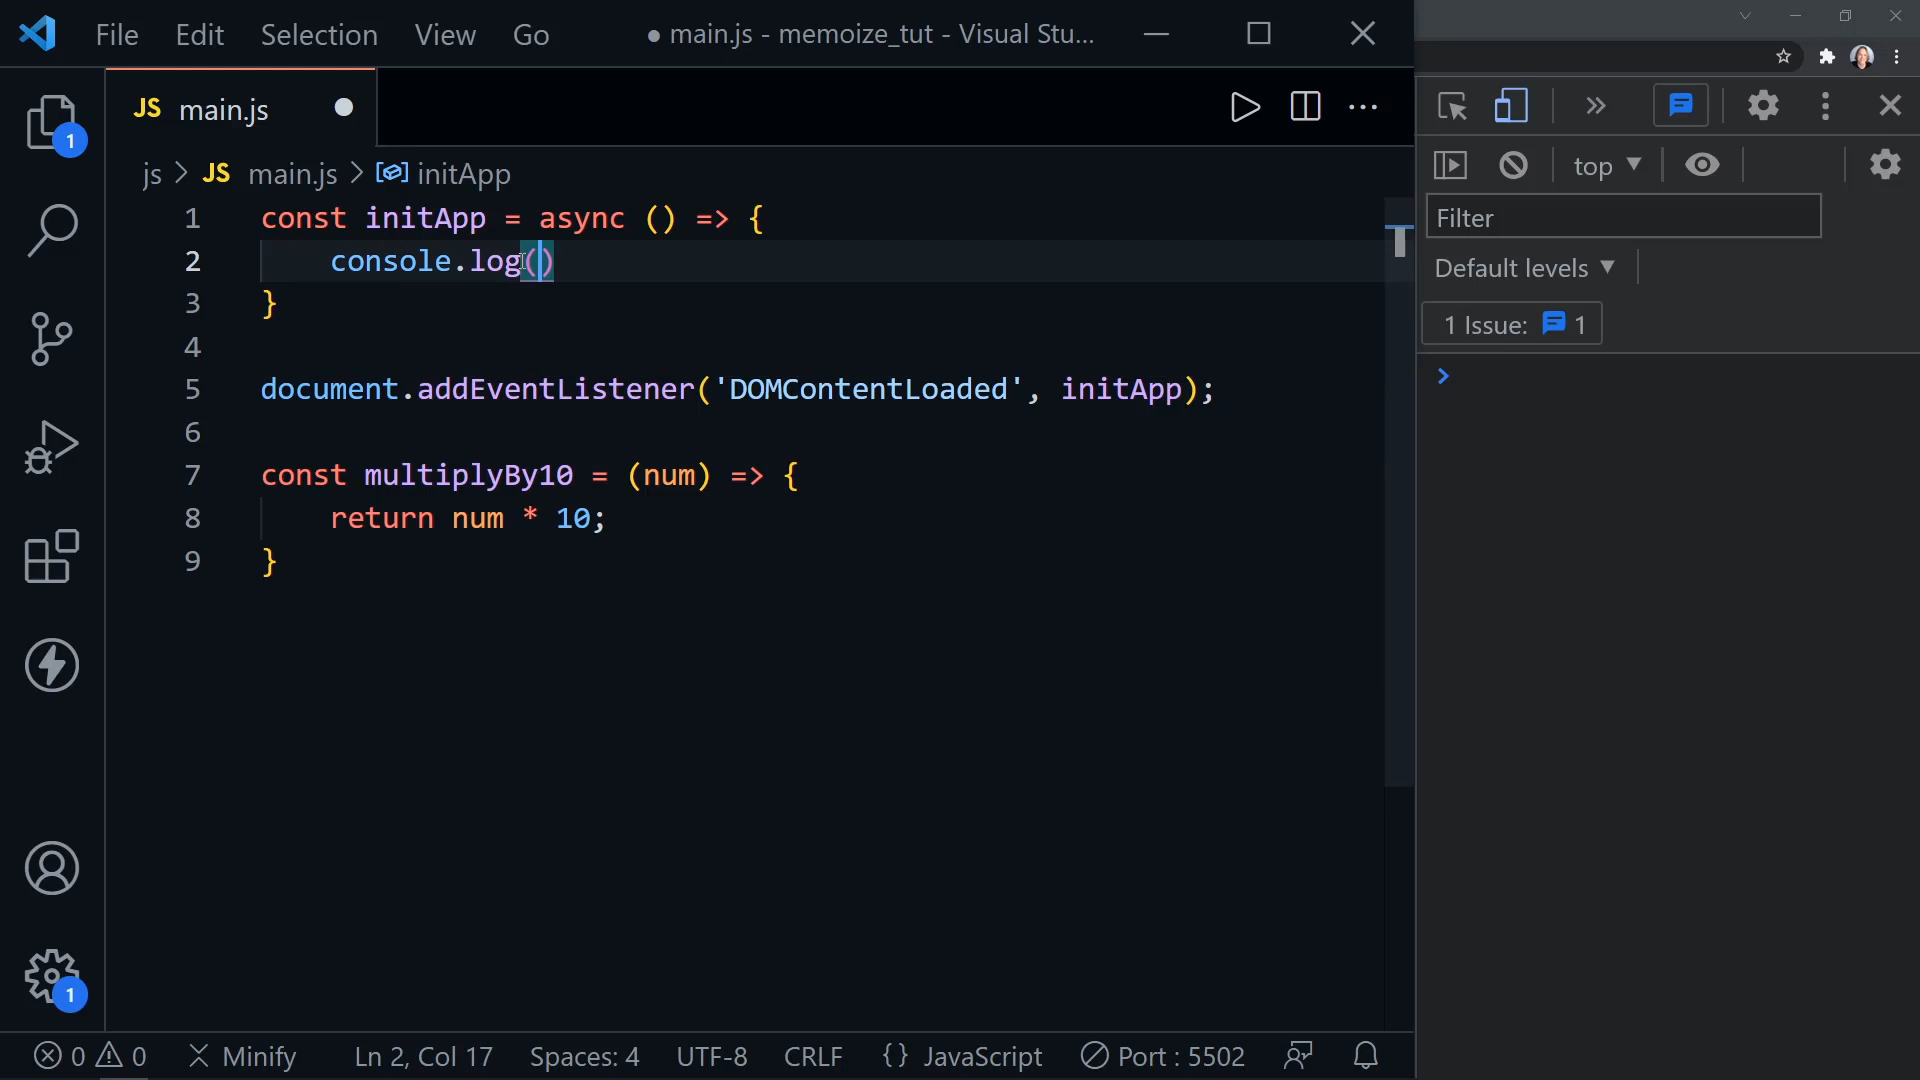 File Edit Selection View Go ● main.js - memoize_tut - Visual Stu...
JS main.js
js > JS main.js > initApp
1 const initApp = async () => {
2     console.log()
3 }
4
5 document.addEventListener('DOMContentLoaded', initApp);
6
7 const multiplyBy10 = (num) => {
8     return num * 10;
9 }
1
1
0 0 Minify Ln 2, Col 17 Spaces: 4 UTF-8 CRLF {} JavaScript Port : 5502
top
Filter
Default levels
1 Issue: 1
>